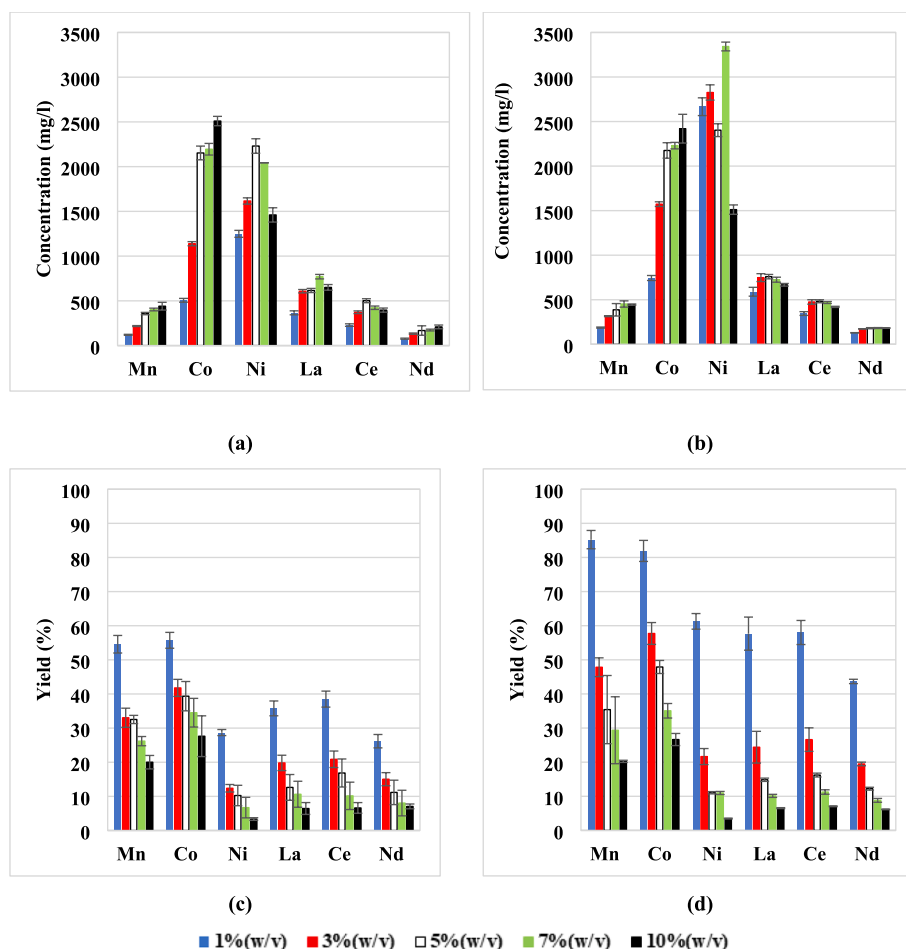 Concentration (mg/l)
3500
3000
2500
2000
1500
1000
500
0
Mn Co Ni La Ce Nd
(a)
Concentration (mg/l)
3500
3000
2500
2000
1500
1000
500
0
Mn Co Ni La Ce Nd
(b)
Yield (%)
100
90
80
70
60
50
40
30
20
10
0
Mn Co Ni La Ce Nd
(c)
Yield (%)
100
90
80
70
60
50
40
30
20
10
0
Mn Co Ni La Ce Nd
(d)
1%(w/v) 3%(w/v) 5%(w/v) 7%(w/v) 10%(w/v)